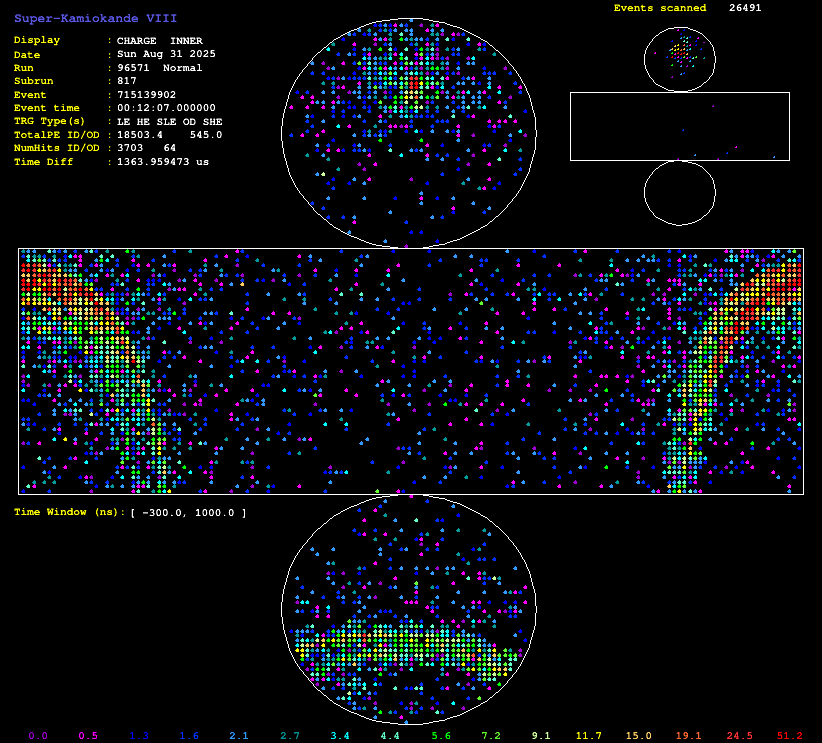 Super-Kamiokande VIII
Events scanned 26491
Display : CHARGE INNER
Date : Sun Aug 31 2025
Run : 96571 Normal
Subrun : 817
Event : 715139902
Event time : 00:12:07.000000
TRG Type(s) : LE HE SLE OD SHE
TotalPE ID/OD : 18503.4 545.0
NumHits ID/OD : 3703 64
Time Diff : 1363.959473 us
Time Window (ns): [ -300.0, 1000.0 ]
0.0 0.5 1.3 1.6 2.1 2.7 3.4 4.4 5.6 7.2 9.1 11.7 15.0 19.1 24.5 51.2